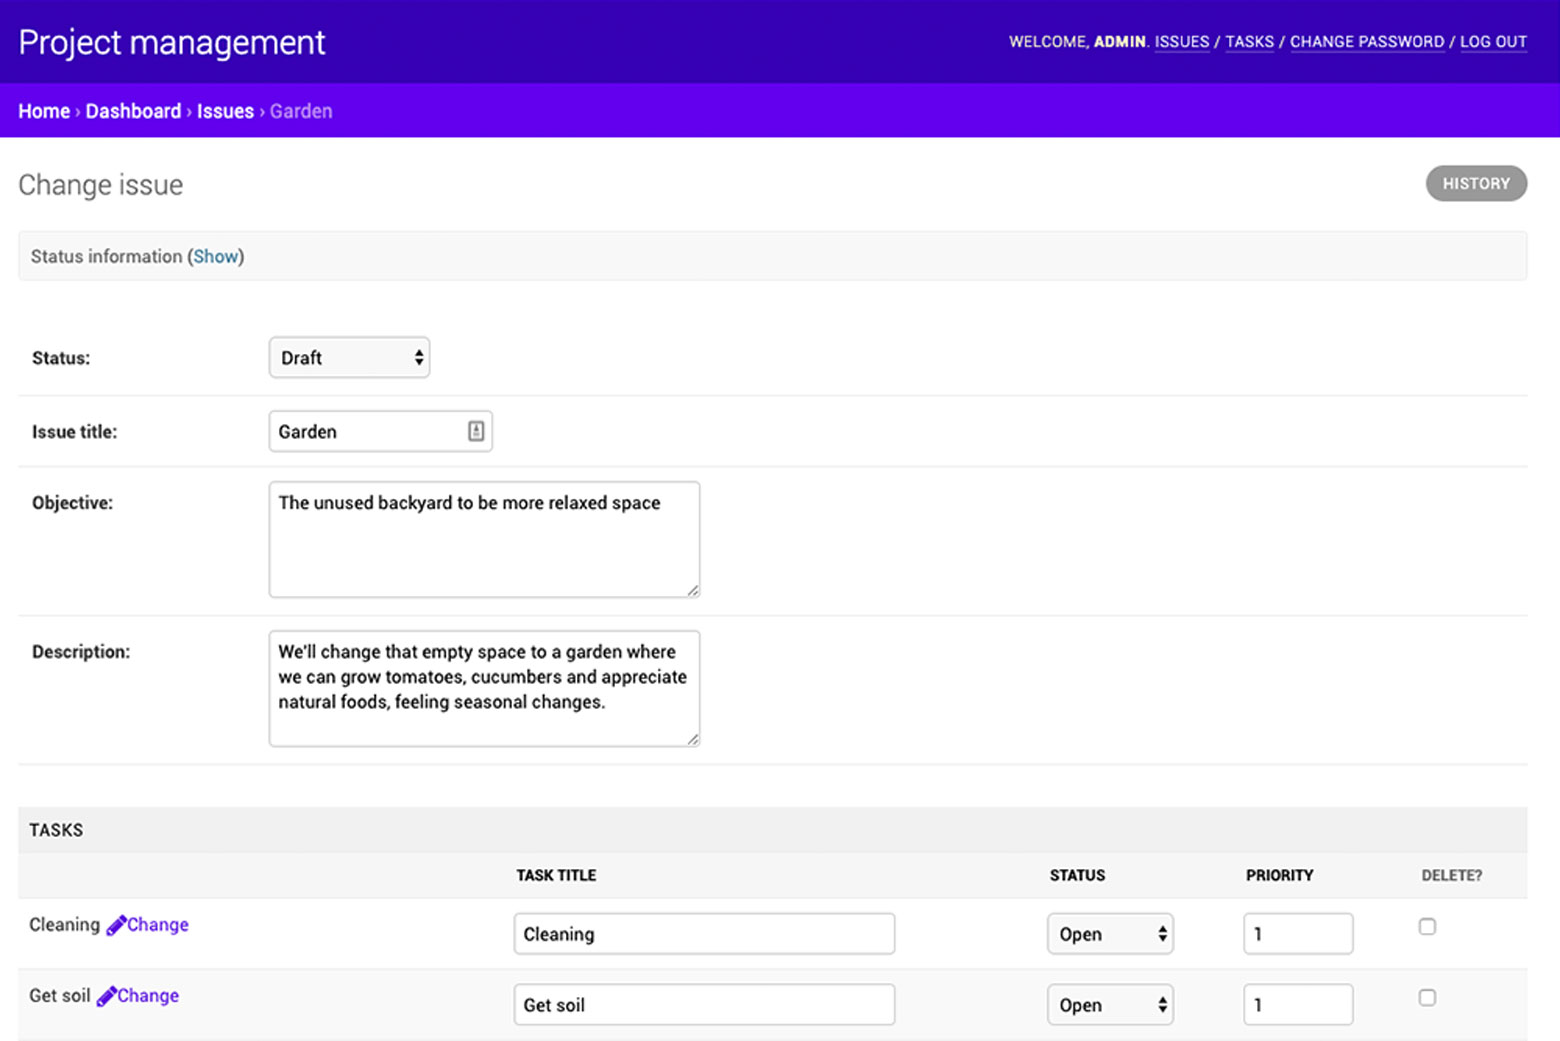 Project management
WELCOME, ADMIN. ISSUES / TASKS / CHANGE PASSWORD / LOG OUT
Home › Dashboard › Issues › Garden
Change issue
HISTORY
Status information (Show)
Status:
Draft
Issue title:
Garden
Objective:
The unused backyard to be more relaxed space
Description:
We'll change that empty space to a garden where
we can grow tomatoes, cucumbers and appreciate
natural foods, feeling seasonal changes.
TASKS
TASK TITLE STATUS PRIORITY DELETE?
Cleaning Change Cleaning Open 1
Get soil Change Get soil Open 1